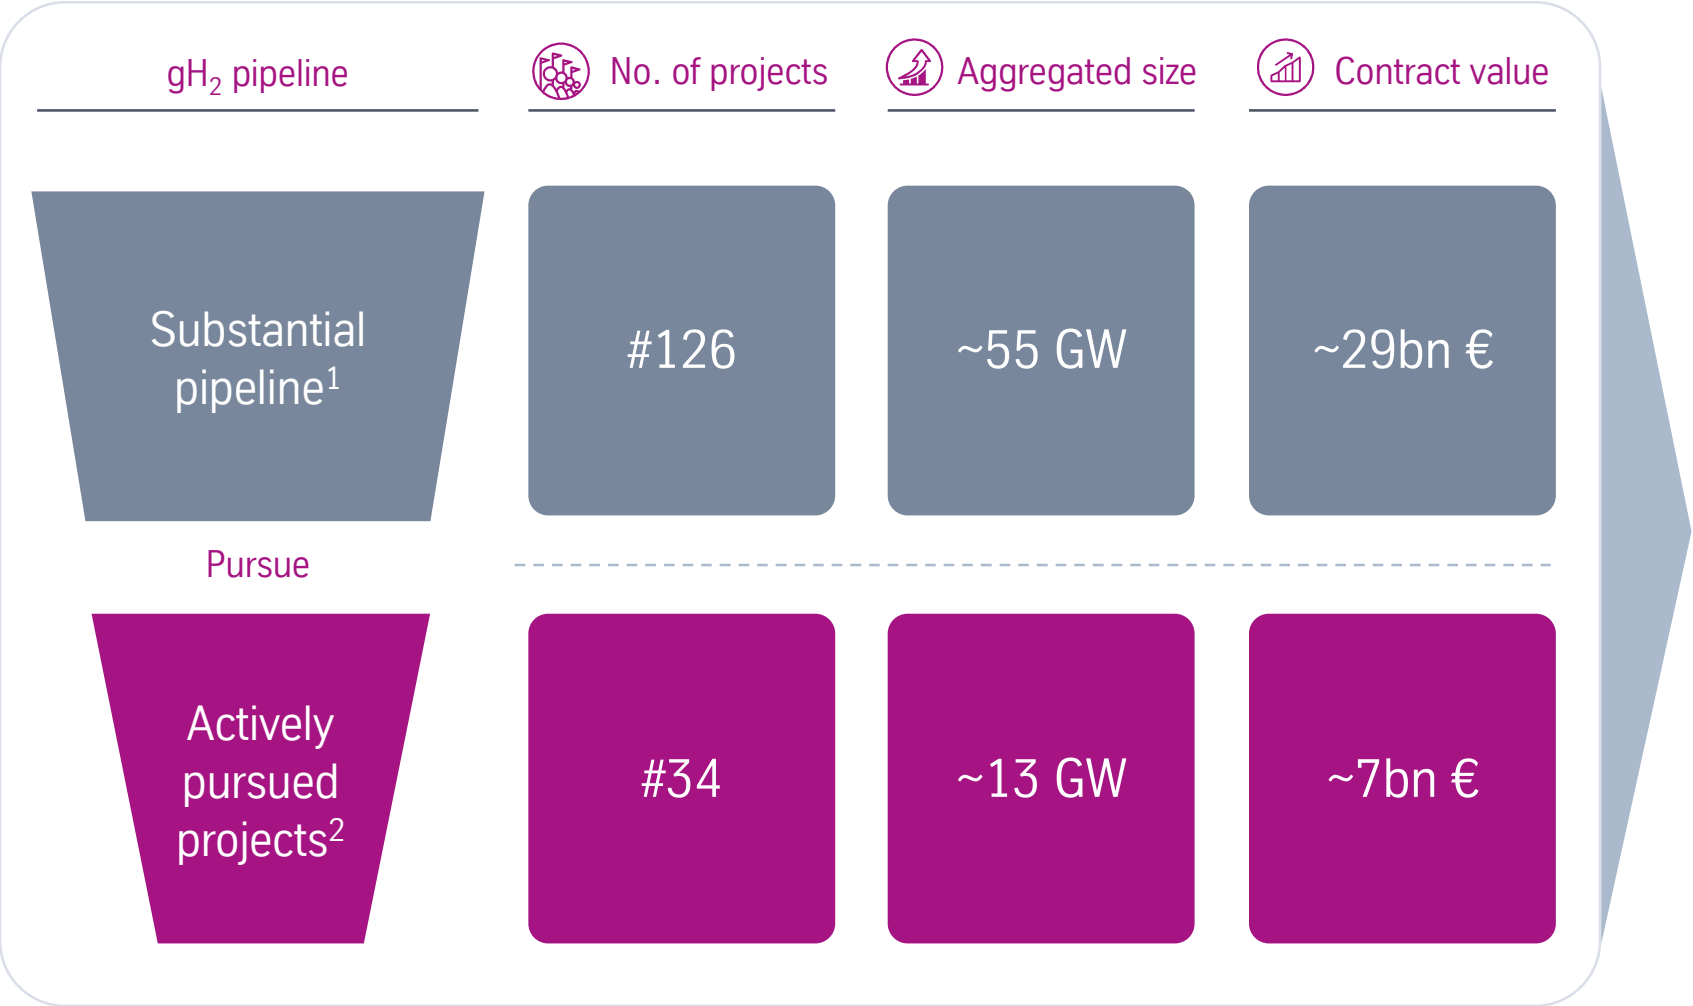 gH₂ pipeline
No. of projects
Aggregated size
Contract value
Substantial
pipeline¹
#126
~55 GW
~29bn €
Pursue
Actively
pursued
projects²
#34
~13 GW
~7bn €